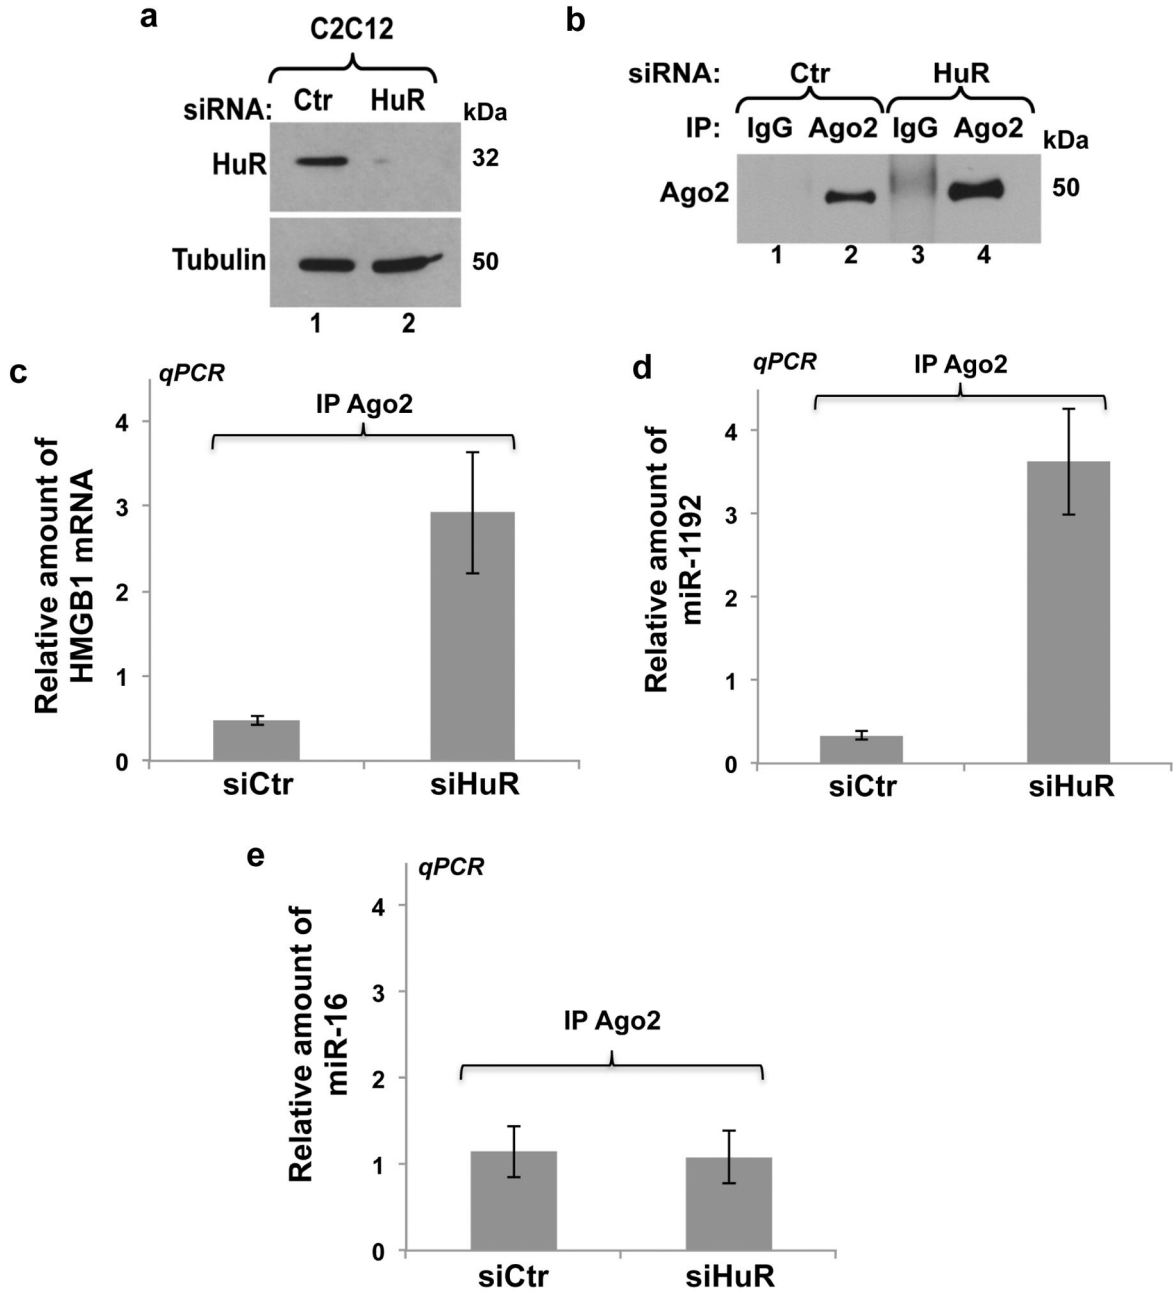 a
C2C12
siRNA: Ctr HuR kDa
HuR 32
Tubulin 50
1 2
b
siRNA: Ctr HuR
IP: IgG Ago2 IgG Ago2 kDa
Ago2 50
1 2 3 4
c
qPCR
IP Ago2
Relative amount of
HMGB1 mRNA
4
3
2
1
0
siCtr siHuR
d
qPCR
IP Ago2
Relative amount of
miR-1192
4
3
2
1
0
siCtr siHuR
e
qPCR
IP Ago2
Relative amount of
miR-16
4
3
2
1
0
siCtr siHuR